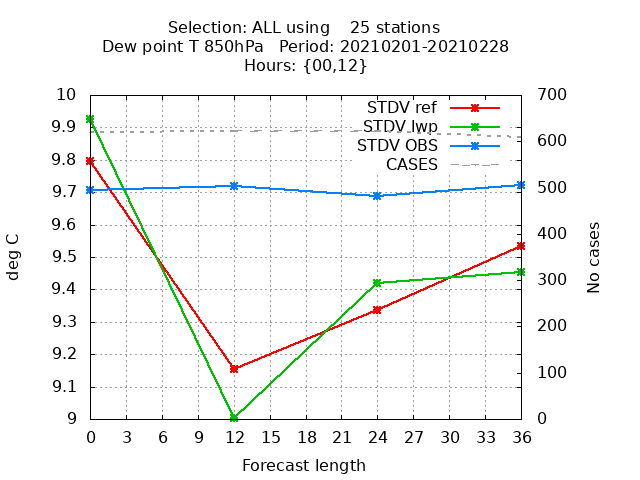 Selection: ALL using    25 stations
Dew point T 850hPa   Period: 20210201-20210228
Hours: {00,12}
STDV ref
STDV lwp
STDV OBS
CASES
10
9.9
9.8
9.7
9.6
9.5
9.4
9.3
9.2
9.1
9
700
600
500
400
300
200
100
0
deg C
No cases
0 3 6 9 12 15 18 21 24 27 30 33 36
Forecast length